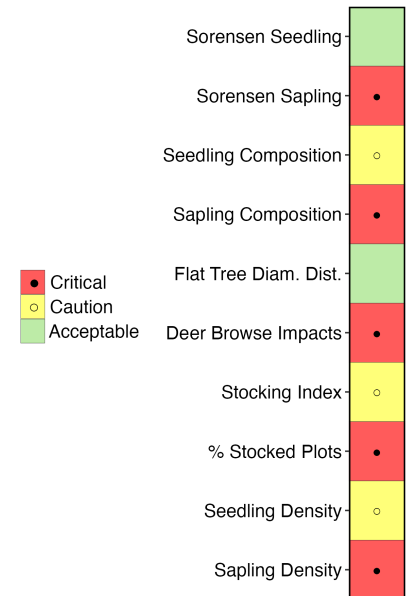 Sorensen Seedling
Sorensen Sapling
Seedling Composition
Sapling Composition
Flat Tree Diam. Dist.
Deer Browse Impacts
Stocking Index
% Stocked Plots
Seedling Density
Sapling Density
Critical
Caution
Acceptable